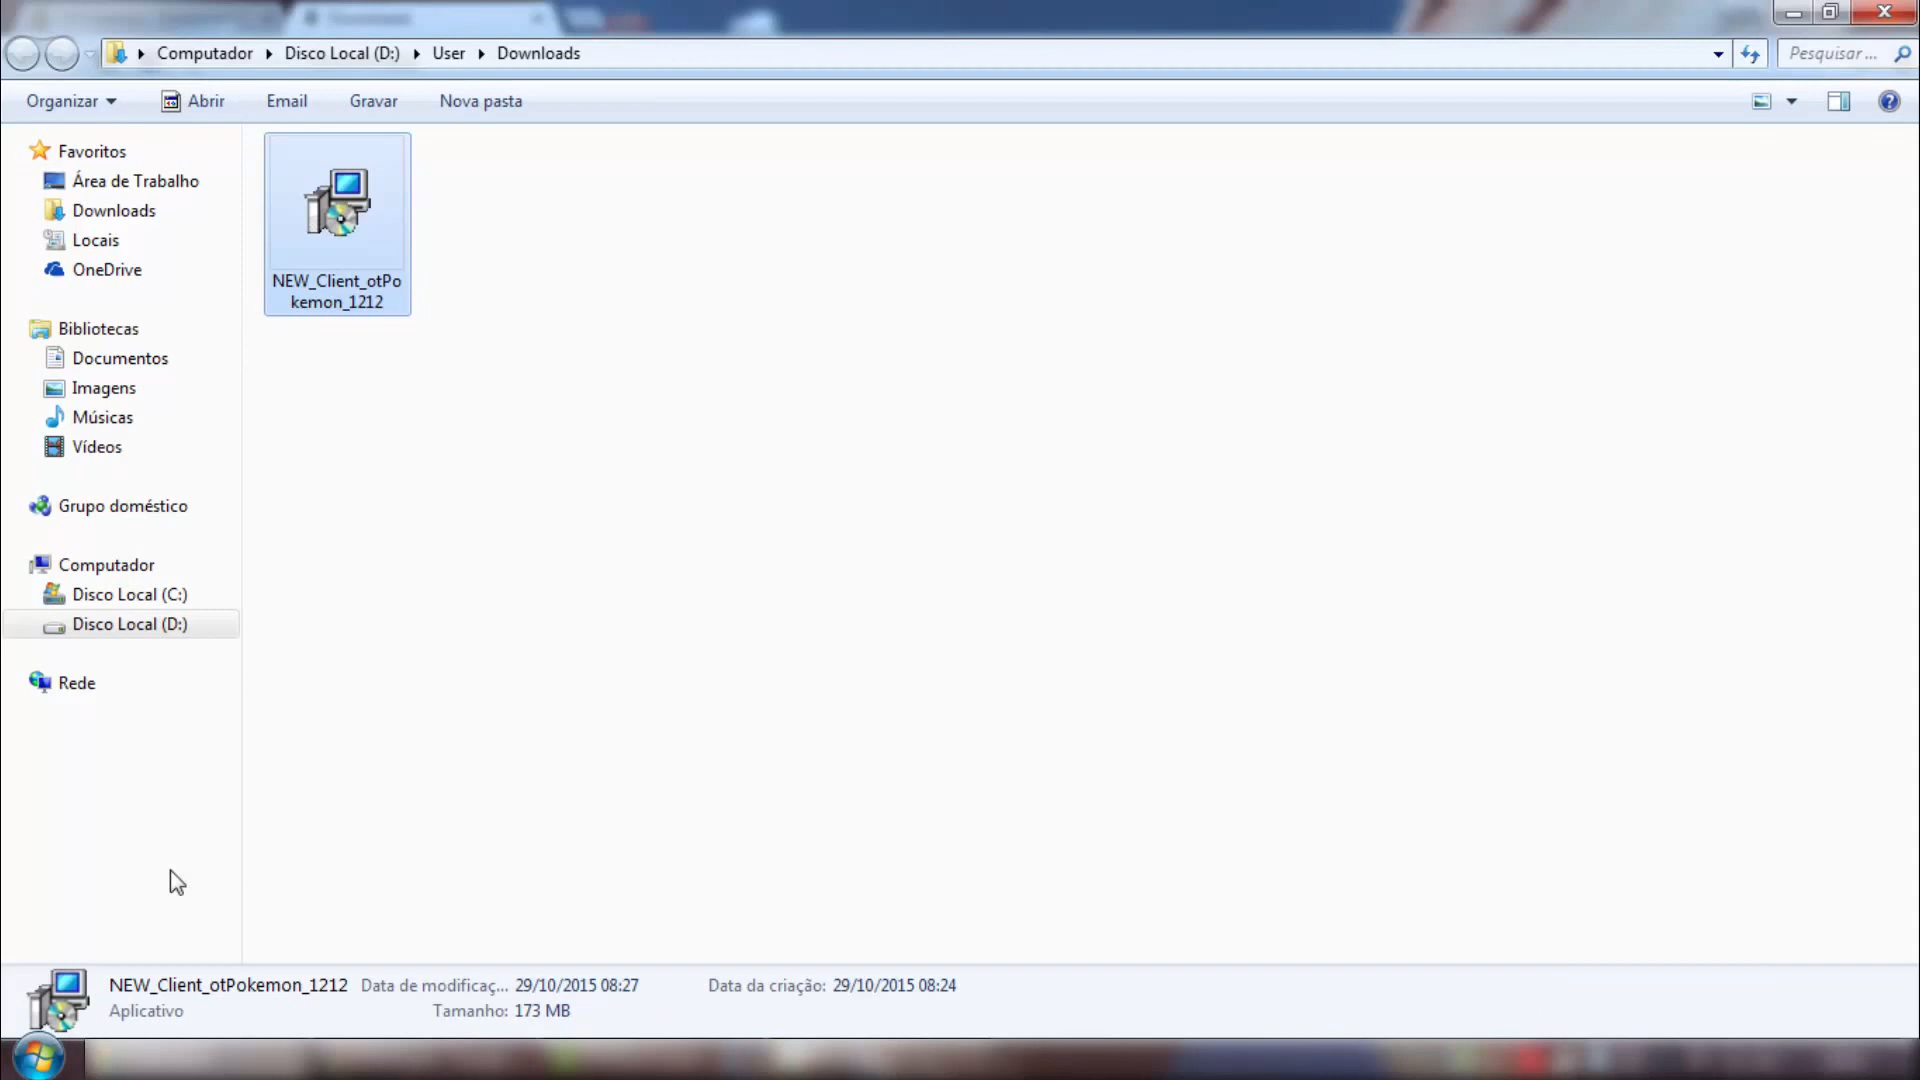 Computador
Disco Local (D:)
User
Downloads
Pesquisar ...
Organizar
Abrir
Email
Gravar
Nova pasta
Favoritos
Área de Trabalho
Downloads
Locais
OneDrive
Bibliotecas
Documentos
Imagens
Músicas
Vídeos
Grupo doméstico
Computador
Disco Local (C:)
Disco Local (D:)
Rede
NEW_Client_otPo
kemon_1212
NEW_Client_otPokemon_1212 Data de modificaç... 29/10/2015 08:27 Data da criação: 29/10/2015 08:24
Aplicativo Tamanho: 173 MB